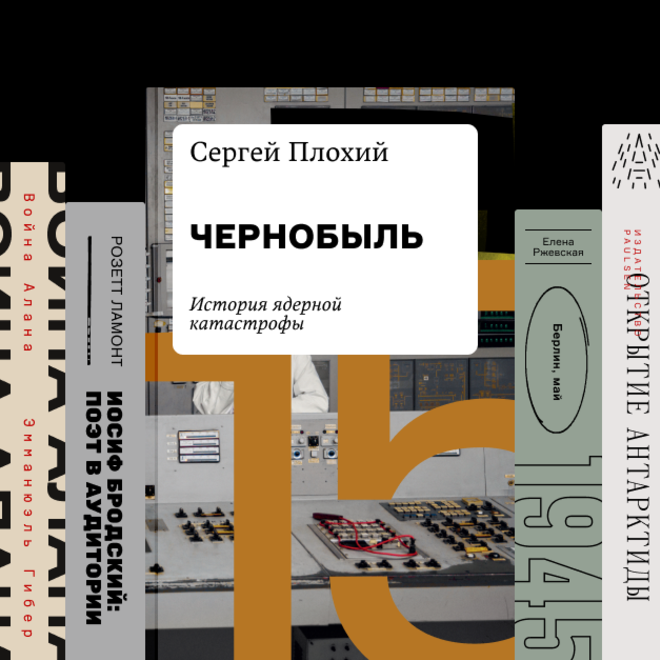 Война Алана
Эммануэль Гибер
ВОЙНА АЛАНА
РОЗЕТТ ЛАМОНТ
ИОСИФ БРОДСКИЙ:
ПОЭТ В АУДИТОРИИ
Сергей Плохий
ЧЕРНОБЫЛЬ
История ядерной
катастрофы
15
Елена
Ржевская
Берлин, май
1945
ИЗДАТЕЛЬСТВО
PAULSEN
ОТКРЫТИЕ АНТАРКТИДЫ